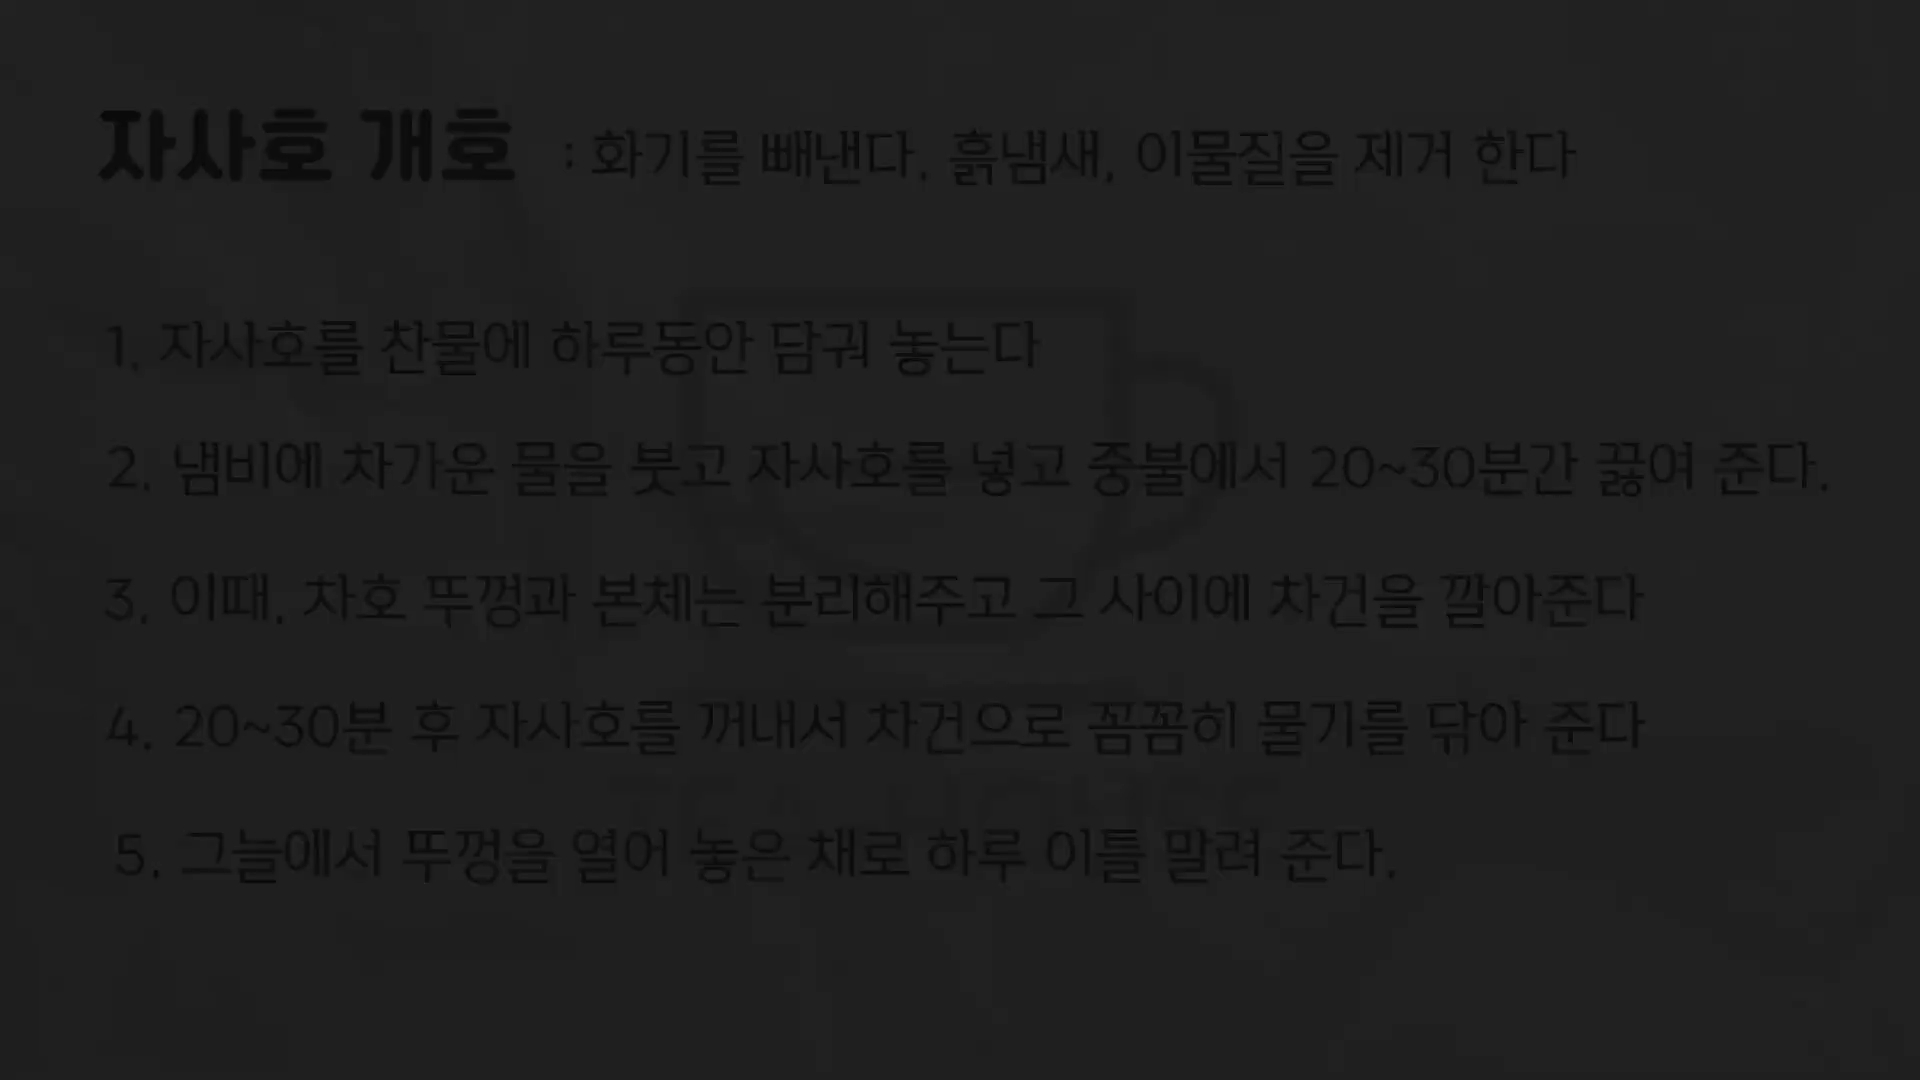 자사호 개호 : 화기를 빼낸다, 흙냄새, 이물질을 제거 한다
1. 자사호를 찬물에 하루동안 담궈 놓는다
2. 냄비에 차가운 물을 붓고 자사호를 넣고 중불에서 20~30분간 끓여 준다.
3. 이때, 차호 뚜껑과 본체는 분리해주고 그 사이에 차건을 깔아준다
4. 20~30분 후 자사호를 꺼내서 차건으로 꼼꼼히 물기를 닦아 준다
5. 그늘에서 뚜껑을 열어 놓은 채로 하루 이틀 말려 준다.